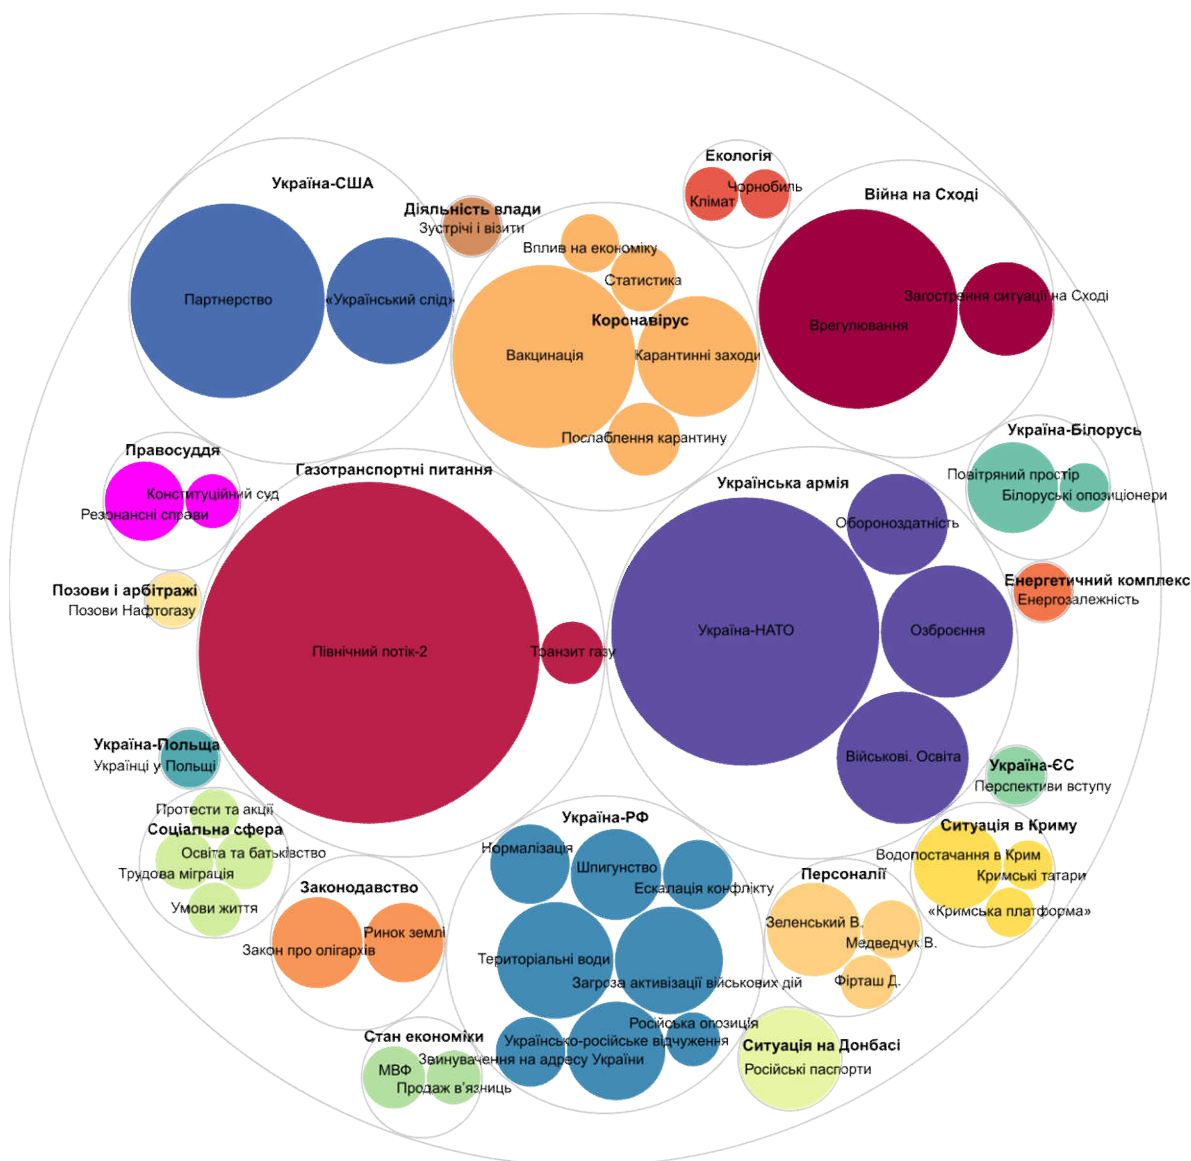 Україна-США
Партнерство
«Український слід»
Діяльність влади
Зустрічі і візити
Коронавірус
Вплив на економіку
Статистика
Вакцинація
Карантинні заходи
Послаблення карантину
Екологія
Чорнобиль
Клімат
Війна на Сході
Загострення ситуації на Сході
Врегулювання
Правосуддя
Конституційний суд
Резонансні справи
Газотранспортні питання
Північний потік-2
Транзит газу
Українська армія
Обороноздатність
Україна-НАТО
Озброєння
Військові. Освіта
Україна-Білорусь
Повітряний простір
Білоруські опозиціонери
Енергетичний комплекс
Енергозалежність
Позови і арбітражі
Позови Нафтогазу
Україна-Польща
Українці у Польщі
Україна-ЄС
Перспективи вступу
Протести та акції
Соціальна сфера
Освіта та батьківство
Трудова міграція
Умови життя
Законодавство
Ринок землі
Закон про олігархів
Україна-РФ
Нормалізація
Шпигунство
Ескалація конфлікту
Територіальні води
Загроза активізації військових дій
Російська опозиція
Українсько-російське відчуження
Звинувачення на адресу України
Персоналії
Зеленський В.
Медведчук В.
Фірташ Д.
Ситуація в Криму
Водопостачання в Крим
Кримські татари
«Кримська платформа»
Стан економіки
МВФ
Продаж в’язниць
Ситуація на Донбасі
Російські паспорти